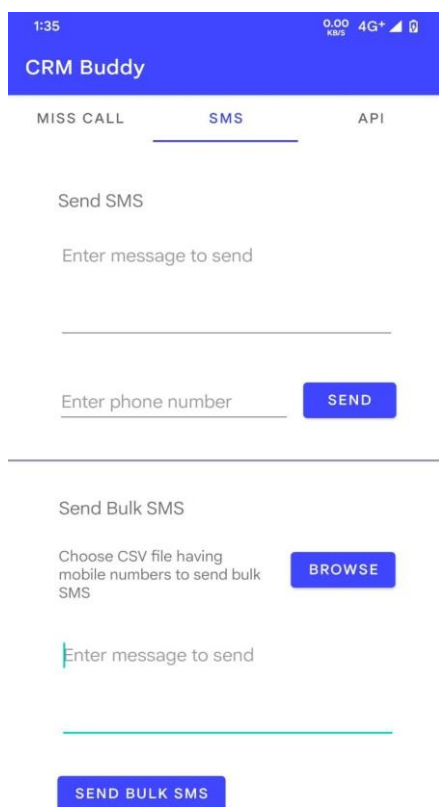 1:35 0.00 KB/S 4G+
CRM Buddy
MISS CALL SMS API
Send SMS
Enter message to send
Enter phone number SEND
Send Bulk SMS
Choose CSV file having
mobile numbers to send bulk
SMS
BROWSE
Enter message to send
SEND BULK SMS